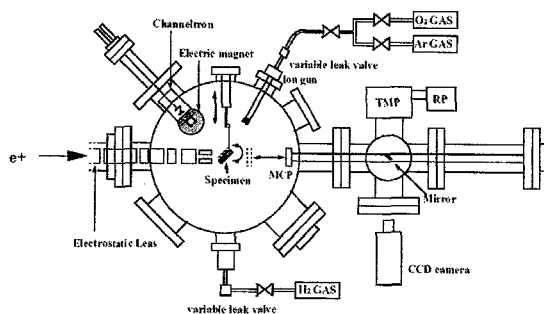 Channeltron
Electric magnet
O2 GAS
Ar GAS
variable leak valve
Ion gun
TMP
RP
e+
Specimen
MCP
Mirror
Electrostatic Lens
CCD camera
H2 GAS
variable leak valve